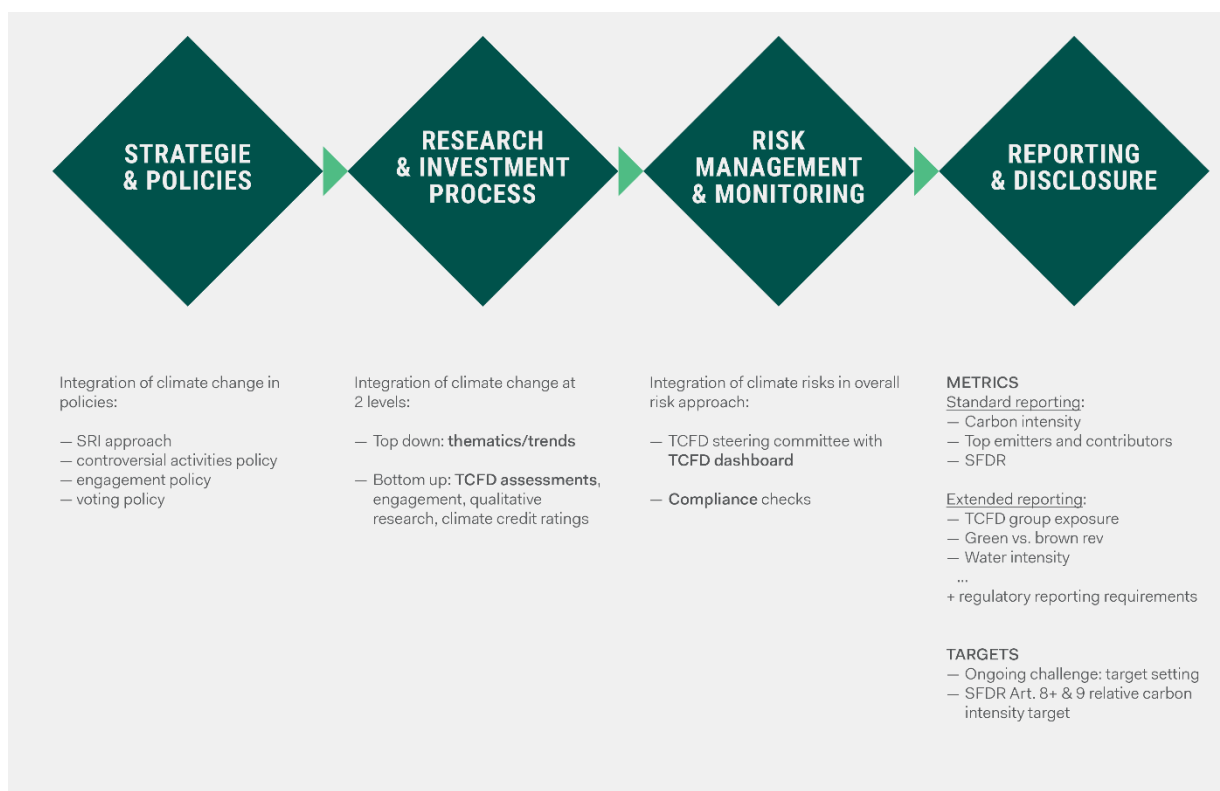 STRATEGIE
& POLICIES
RESEARCH
& INVESTMENT
PROCESS
RISK
MANAGEMENT
& MONITORING
REPORTING
& DISCLOSURE
Integration of climate change in
policies:
— SRI approach
— controversial activities policy
— engagement policy
— voting policy
Integration of climate change at
2 levels:
— Top down: thematics/trends
— Bottom up: TCFD assessments,
engagement, qualitative
research, climate credit ratings
Integration of climate risks in overall
risk approach:
— TCFD steering committee with
TCFD dashboard
— Compliance checks
METRICS
Standard reporting:
— Carbon intensity
— Top emitters and contributors
— SFDR
Extended reporting:
— TCFD group exposure
— Green vs. brown rev
— Water intensity
...
+ regulatory reporting requirements
TARGETS
— Ongoing challenge: target setting
— SFDR Art. 8+ & 9 relative carbon
intensity target